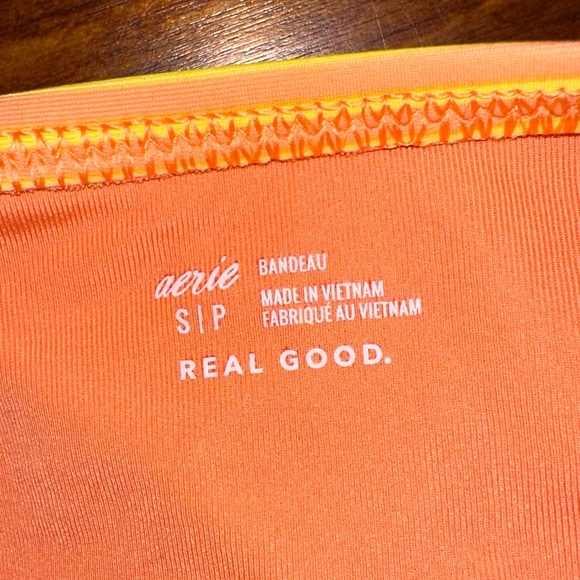 aerie BANDEAU
S|P MADE IN VIETNAM
FABRIQUÉ AU VIETNAM
REAL GOOD.